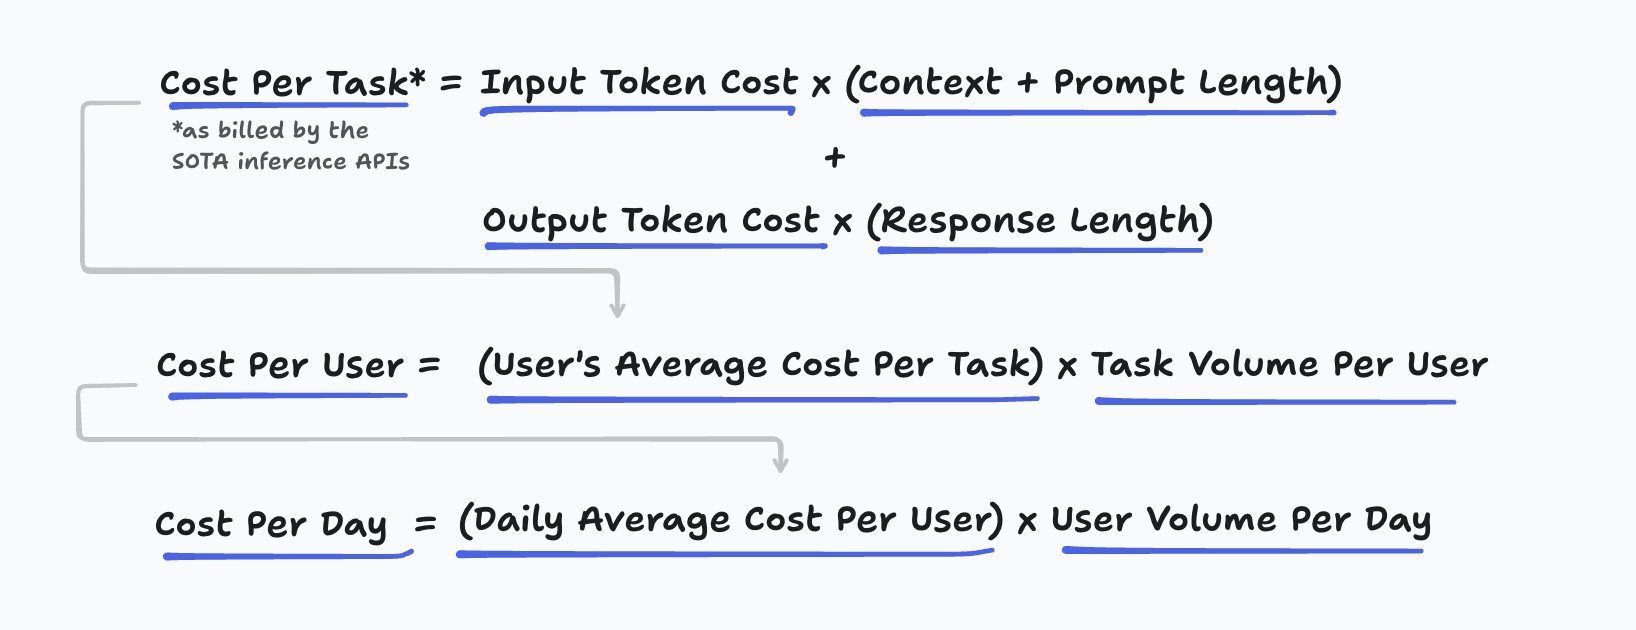 Cost Per Task* = Input Token Cost x (Context + Prompt Length)
*as billed by the
SOTA inference APIs
+
Output Token Cost x (Response Length)
Cost Per User = (User's Average Cost Per Task) x Task Volume Per User
Cost Per Day = (Daily Average Cost Per User) x User Volume Per Day